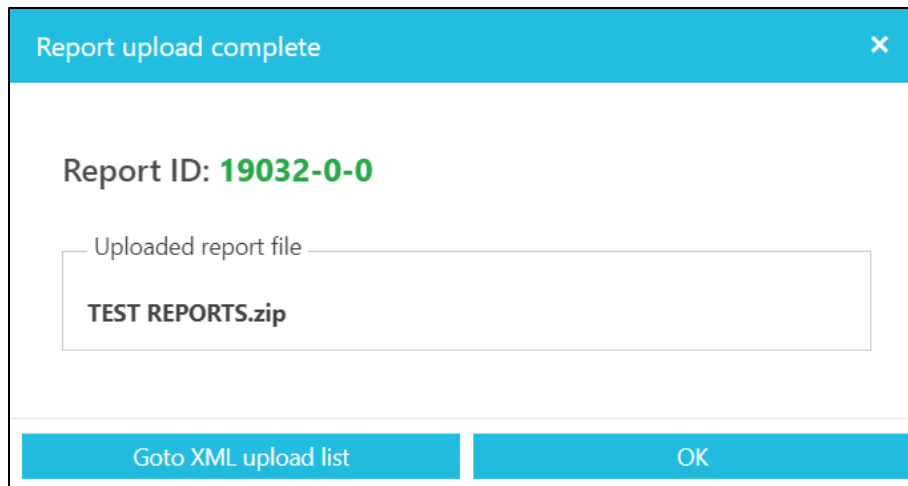 Report upload complete ×
Report ID: 19032-0-0
Uploaded report file
TEST REPORTS.zip
Goto XML upload list OK